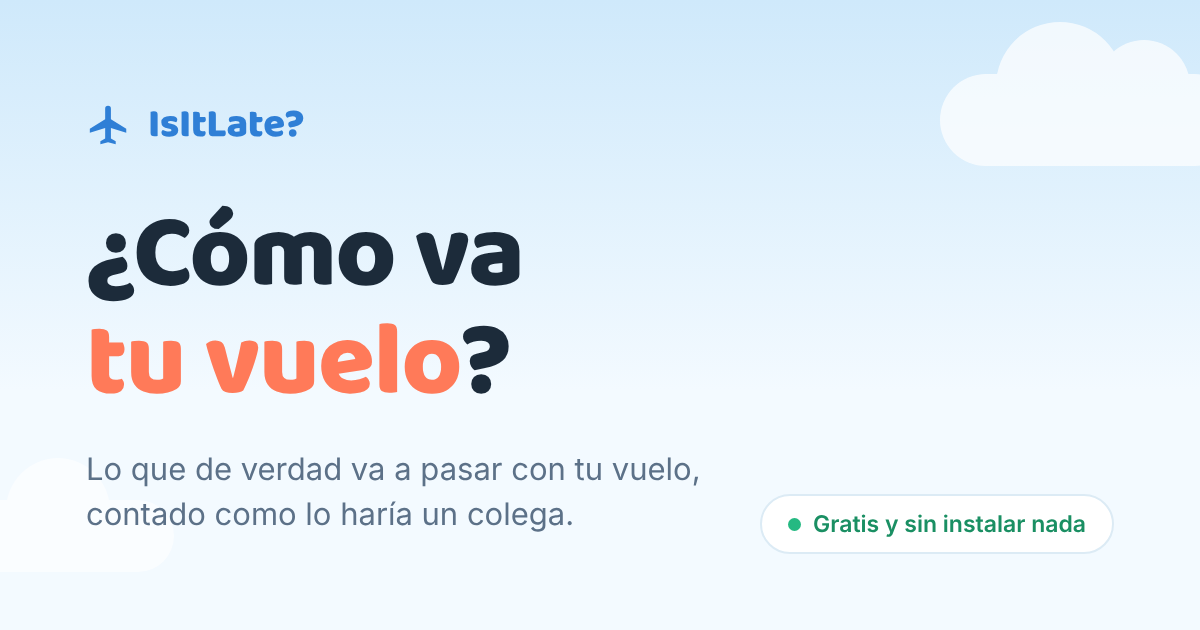 IsItLate?
¿Cómo va
tu vuelo?
Lo que de verdad va a pasar con tu vuelo,
contado como lo haría un colega.
Gratis y sin instalar nada